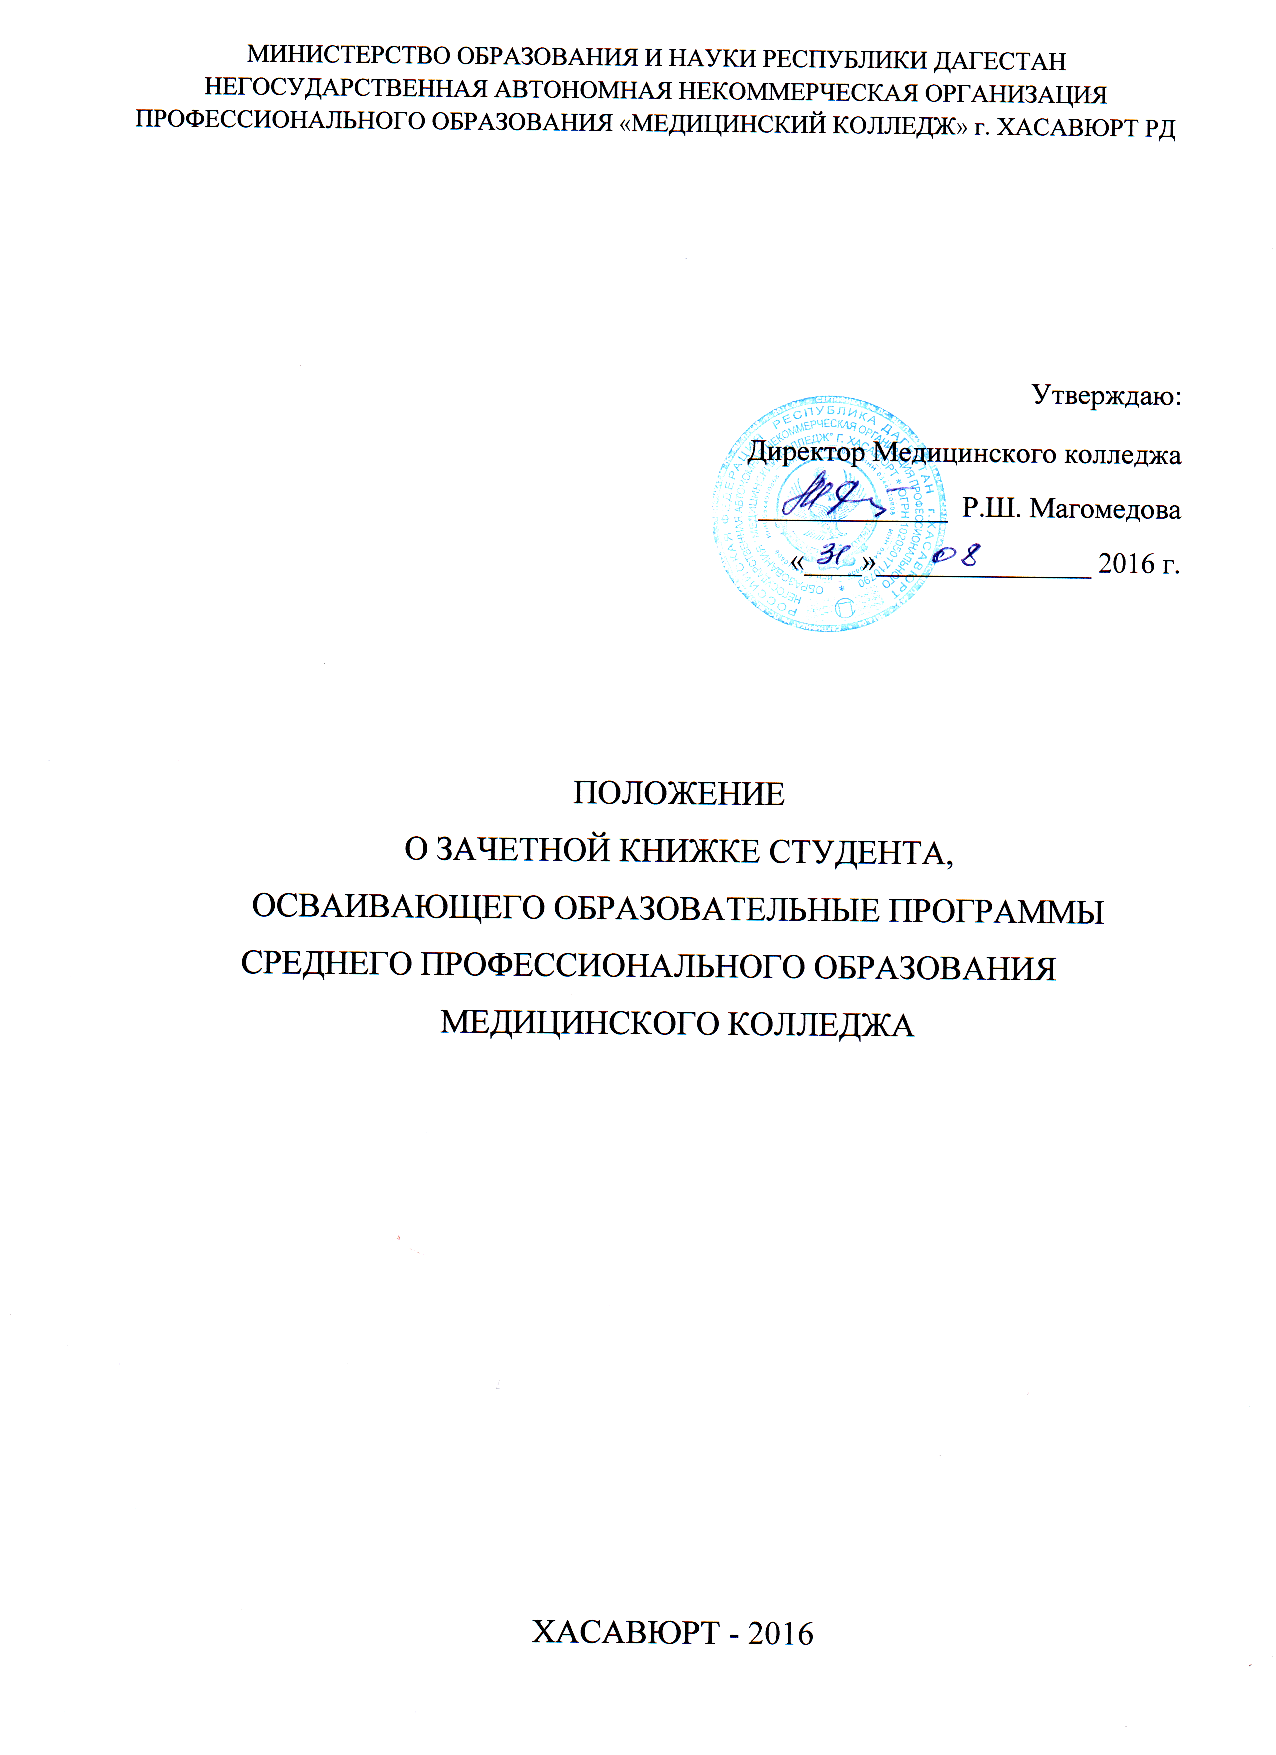 МИНИСТЕРСТВО ОБРАЗОВАНИЯ И НАУКИ РЕСПУБЛИКИ ДАГЕСТАН
НЕГОСУДАРСТВЕННАЯ АВТОНОМНАЯ НЕКОММЕРЧЕСКАЯ ОРГАНИЗАЦИЯ
ПРОФЕССИОНАЛЬНОГО ОБРАЗОВАНИЯ «МЕДИЦИНСКИЙ КОЛЛЕДЖ» г. ХАСАВЮРТ РД
Утверждаю:
Директор Медицинского колледжа
Р.Ш. Магомедова
«31» 08 2016 г.
ПОЛОЖЕНИЕ
О ЗАЧЕТНОЙ КНИЖКЕ СТУДЕНТА,
ОСВАИВАЮЩЕГО ОБРАЗОВАТЕЛЬНЫЕ ПРОГРАММЫ
СРЕДНЕГО ПРОФЕССИОНАЛЬНОГО ОБРАЗОВАНИЯ
МЕДИЦИНСКОГО КОЛЛЕДЖА
ХАСАВЮРТ - 2016